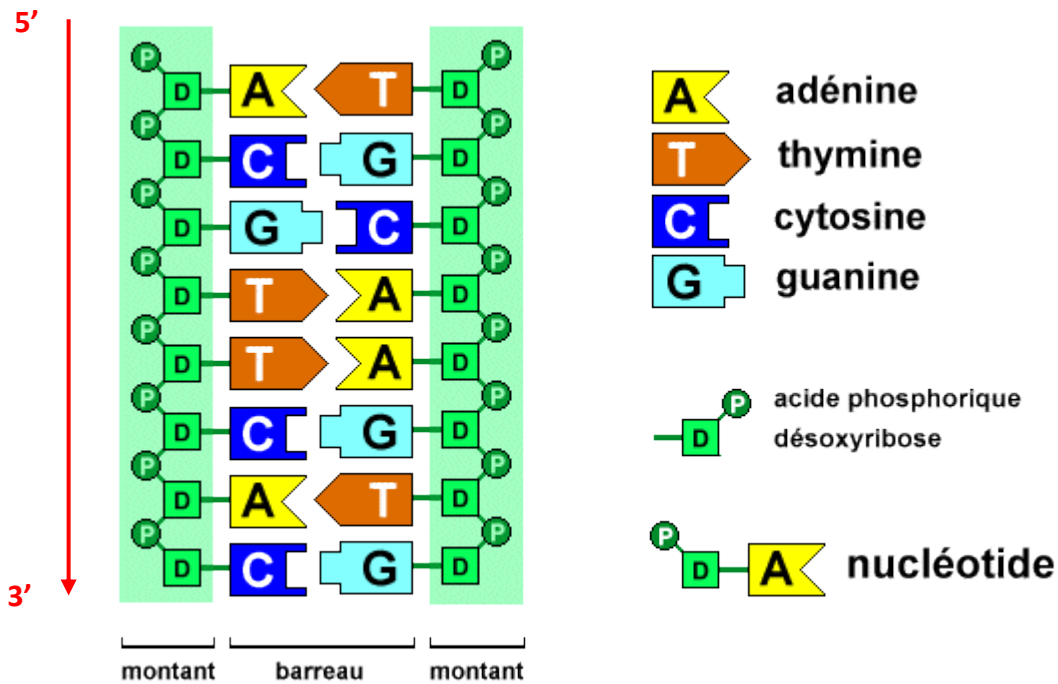 5’
P P
D A T D
P P
D C G D
P P
D G C D
P P
D T A D
P P
D T A D
P P
D C G D
P P
D A T D
P P
D C G D
3’
montant barreau montant
A adénine
T thymine
C cytosine
G guanine
P acide phosphorique
D désoxyribose
P
D A nucléotide